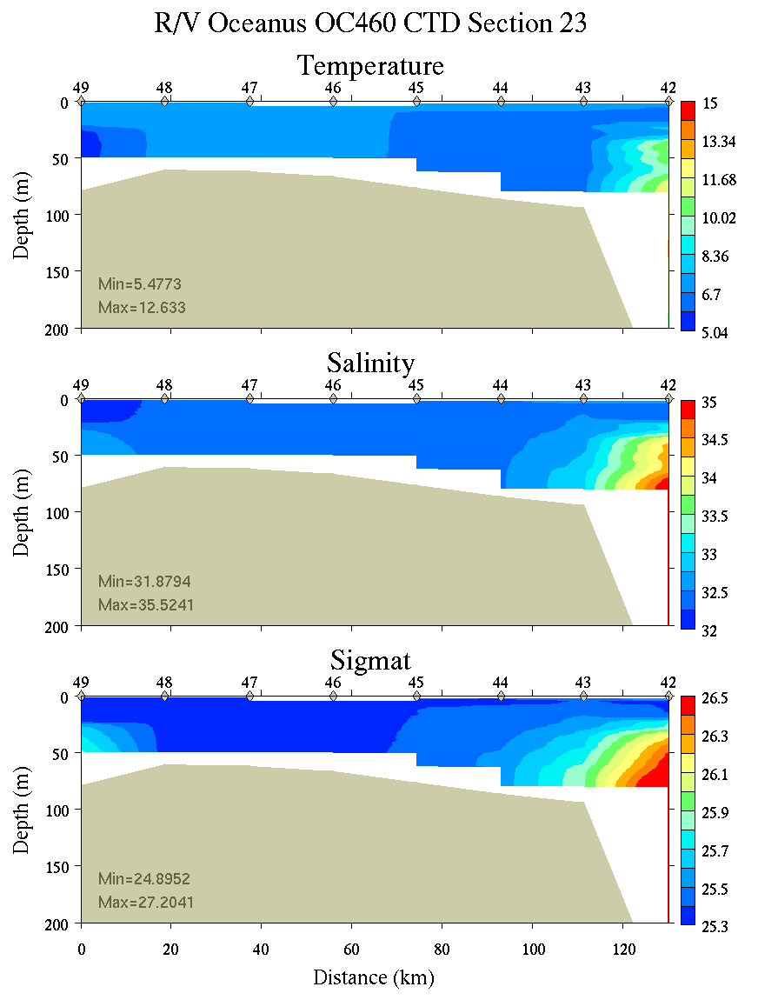 R/V Oceanus OC460 CTD Section 23
Temperature
49 48 47 46 45 44 43 42
0
50
100
150
200
Depth (m)
Min=5.4773
Max=12.633
15
13.34
11.68
10.02
8.36
6.7
5.04
Salinity
49 48 47 46 45 44 43 42
0
50
100
150
200
Depth (m)
Min=31.8794
Max=35.5241
35
34.5
34
33.5
33
32.5
32
Sigmat
49 48 47 46 45 44 43 42
0
50
100
150
200
Depth (m)
Min=24.8952
Max=27.2041
26.5
26.3
26.1
25.9
25.7
25.5
25.3
0 20 40 60 80 100 120
Distance (km)